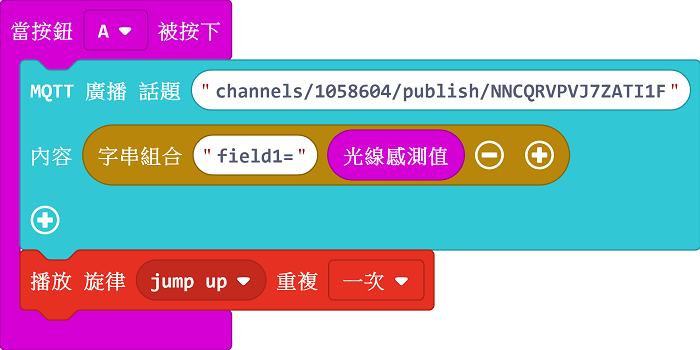 當按鈕 A 被按下
MQTT 廣播 話題 "channels/1058604/publish/NNCQRVPVJ7ZATI1F"
內容 字串組合 "field1=" 光線感測值
播放 旋律 jump up 重複 一次